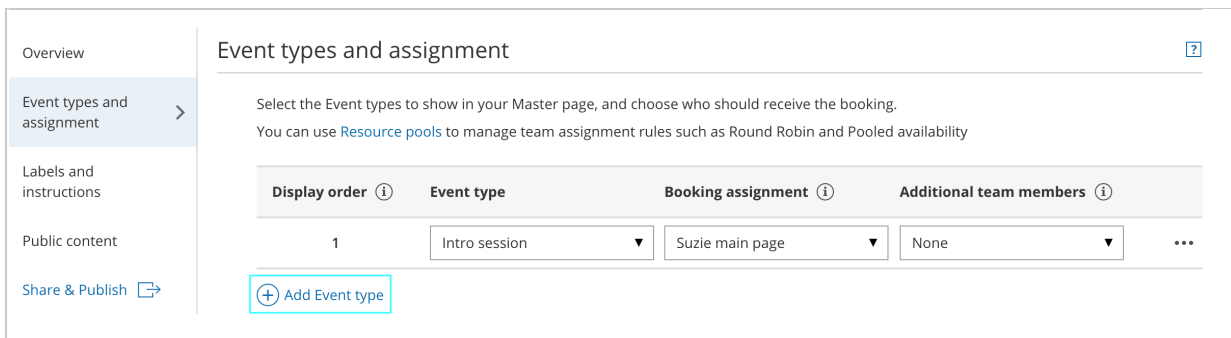 Overview
Event types and
assignment
Labels and
instructions
Public content
Share & Publish
Event types and assignment
?
Select the Event types to show in your Master page, and choose who should receive the booking.
You can use Resource pools to manage team assignment rules such as Round Robin and Pooled availability
Display order i Event type Booking assignment i Additional team members i
1 Intro session Suzie main page None
Add Event type